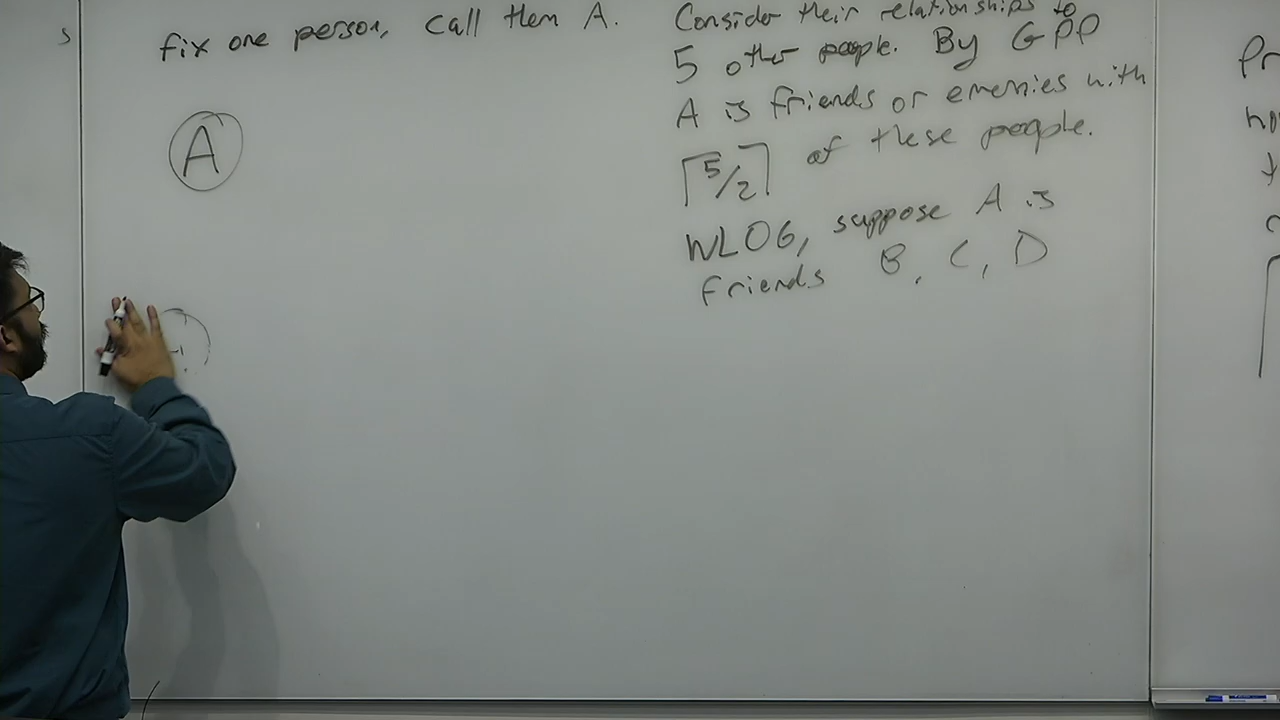 s
fix one person, call them A.
A
Consider their relationships to
5 other people. By GPP
A is friends or enemies with
⌈5/2⌉ of these people.
WLOG, suppose A is
friends B, C, D
Pr